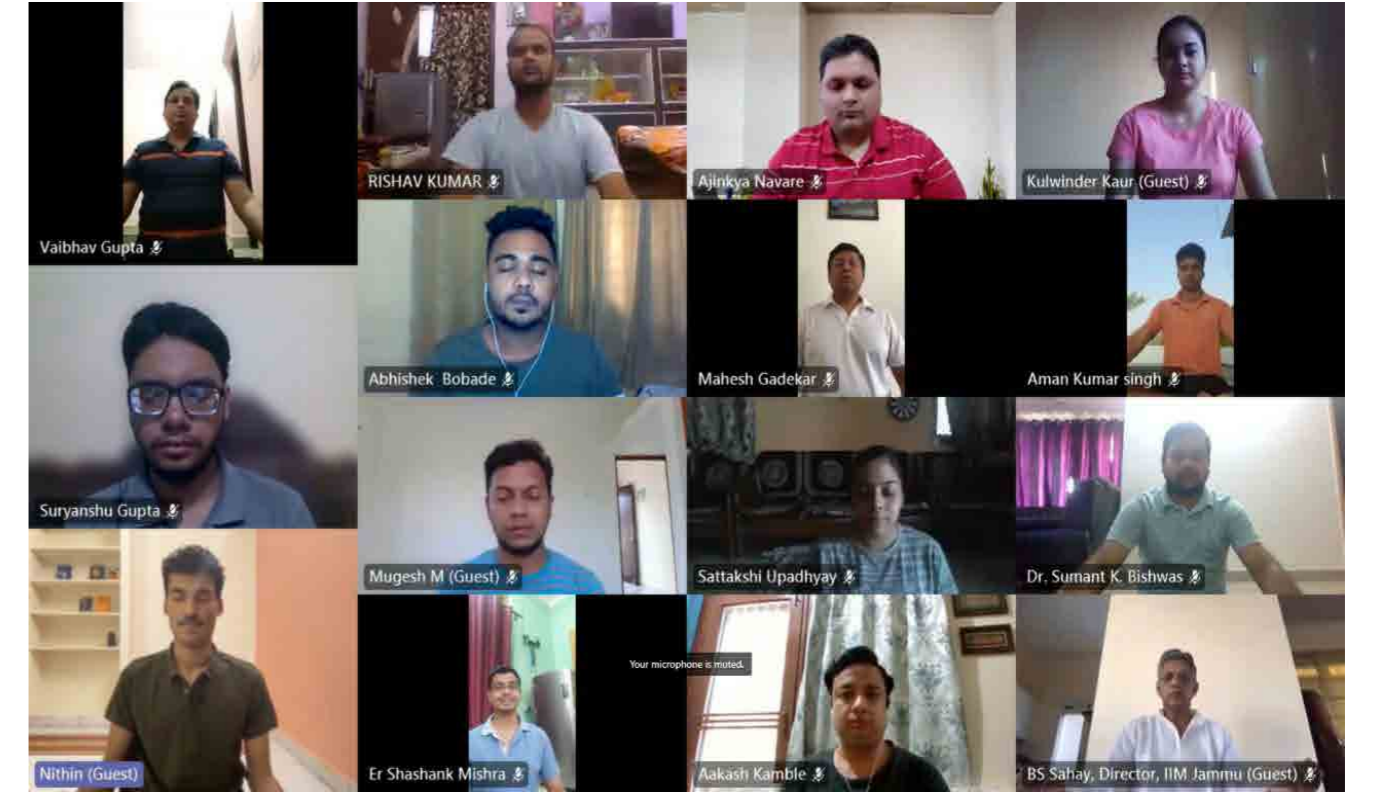 Vaibhav Gupta
RISHAV KUMAR
Ajinkya Navare
Kulwinder Kaur (Guest)
Suryanshu Gupta
Abhishek Bobade
Mahesh Gadekar
Aman Kumar singh
Mugesh M (Guest)
Sattakshi Upadhyay
Dr. Sumant K. Bishwas
Nithin (Guest)
Your microphone is muted.
Er Shashank Mishra
Aakash Kamble
BS Sahay, Director, IIM Jammu (Guest)